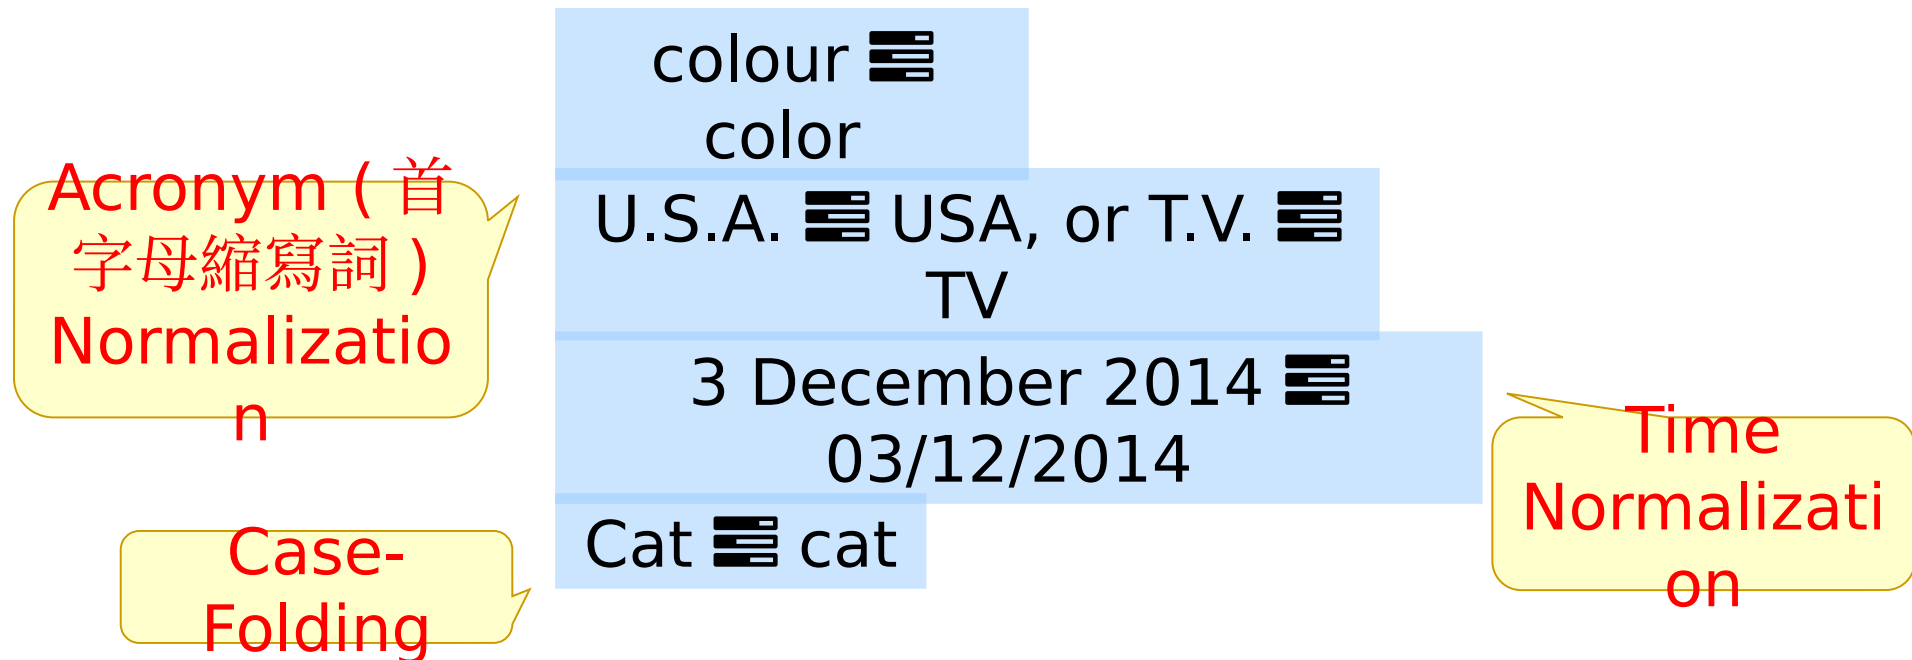 colour
color
Acronym ( 首
字母縮寫詞 )
Normalizatio
n
U.S.A. USA, or T.V.
TV
3 December 2014
03/12/2014
Time
Normalizati
on
Cat cat
Case-
Folding